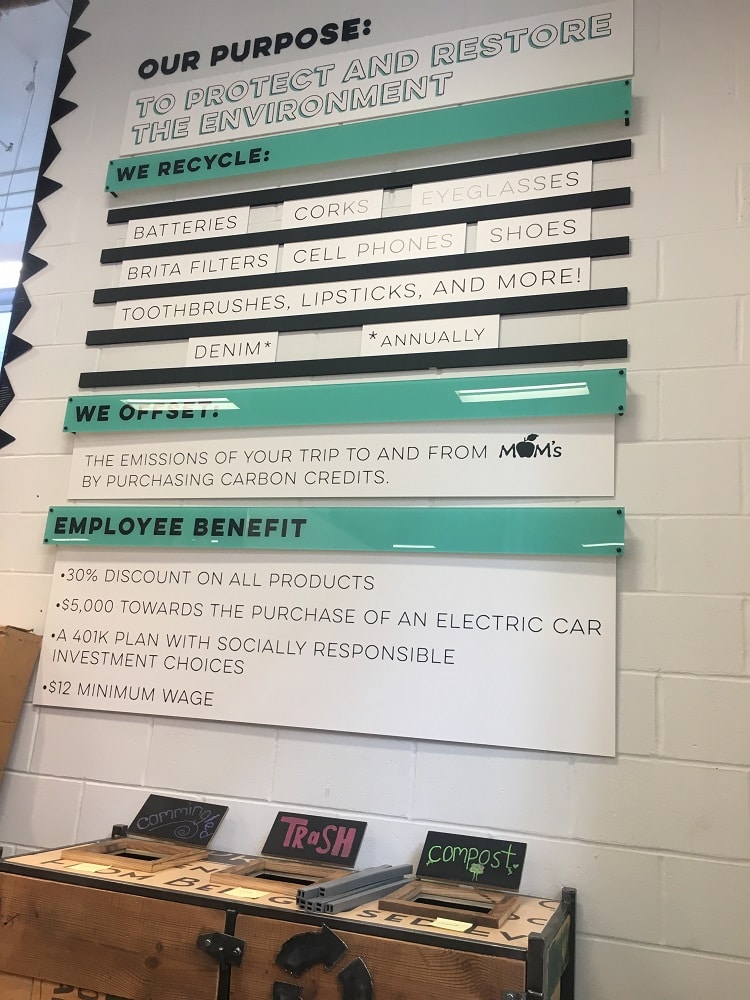 OUR PURPOSE:
TO PROTECT AND RESTORE
THE ENVIRONMENT
WE RECYCLE:
BATTERIES CORKS EYEGLASSES
BRITA FILTERS CELL PHONES SHOES
TOOTHBRUSHES, LIPSTICKS, AND MORE!
DENIM* *ANNUALLY
WE OFFSET:
THE EMISSIONS OF YOUR TRIP TO AND FROM MOM's
BY PURCHASING CARBON CREDITS.
EMPLOYEE BENEFIT
•30% DISCOUNT ON ALL PRODUCTS
•$5,000 TOWARDS THE PURCHASE OF AN ELECTRIC CAR
•A 401K PLAN WITH SOCIALLY RESPONSIBLE
INVESTMENT CHOICES
•$12 MINIMUM WAGE
commingled
TRaSH
compost